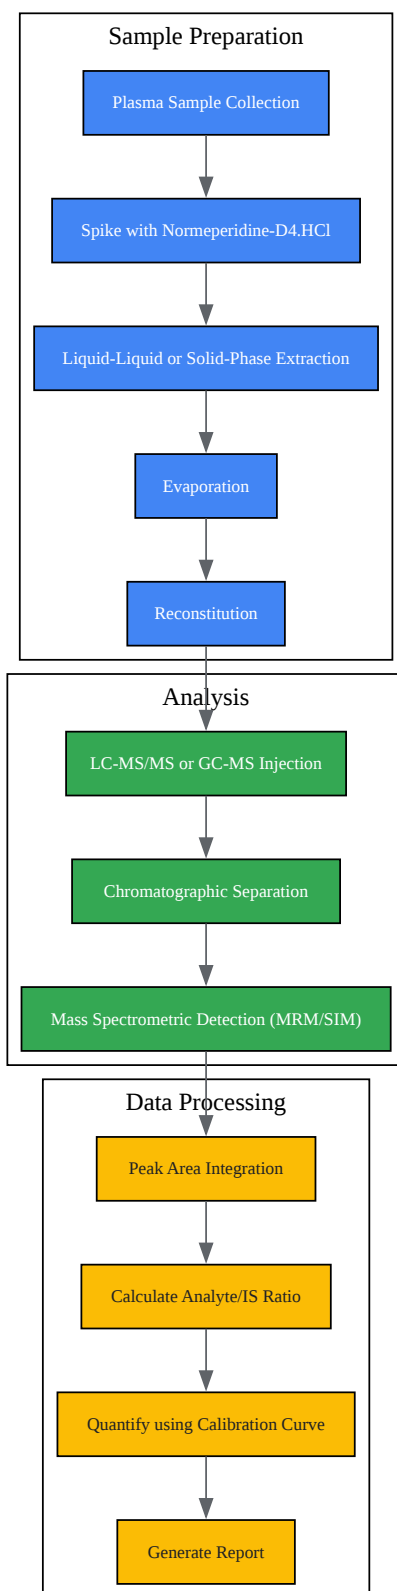 Sample Preparation
Plasma Sample Collection
Spike with Normeperidine-D4.HCl
Liquid-Liquid or Solid-Phase Extraction
Evaporation
Reconstitution
Analysis
LC-MS/MS or GC-MS Injection
Chromatographic Separation
Mass Spectrometric Detection (MRM/SIM)
Data Processing
Peak Area Integration
Calculate Analyte/IS Ratio
Quantify using Calibration Curve
Generate Report